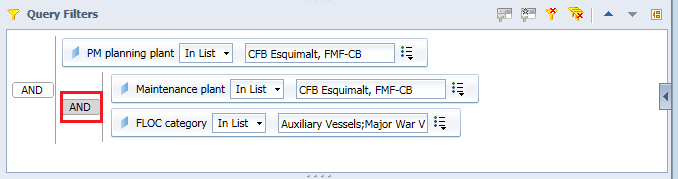 Query Filters
PM planning plant In List CFB Esquimalt, FMF-CB
AND
Maintenance plant In List CFB Esquimalt, FMF-CB
AND
FLOC category In List Auxiliary Vessels;Major War V